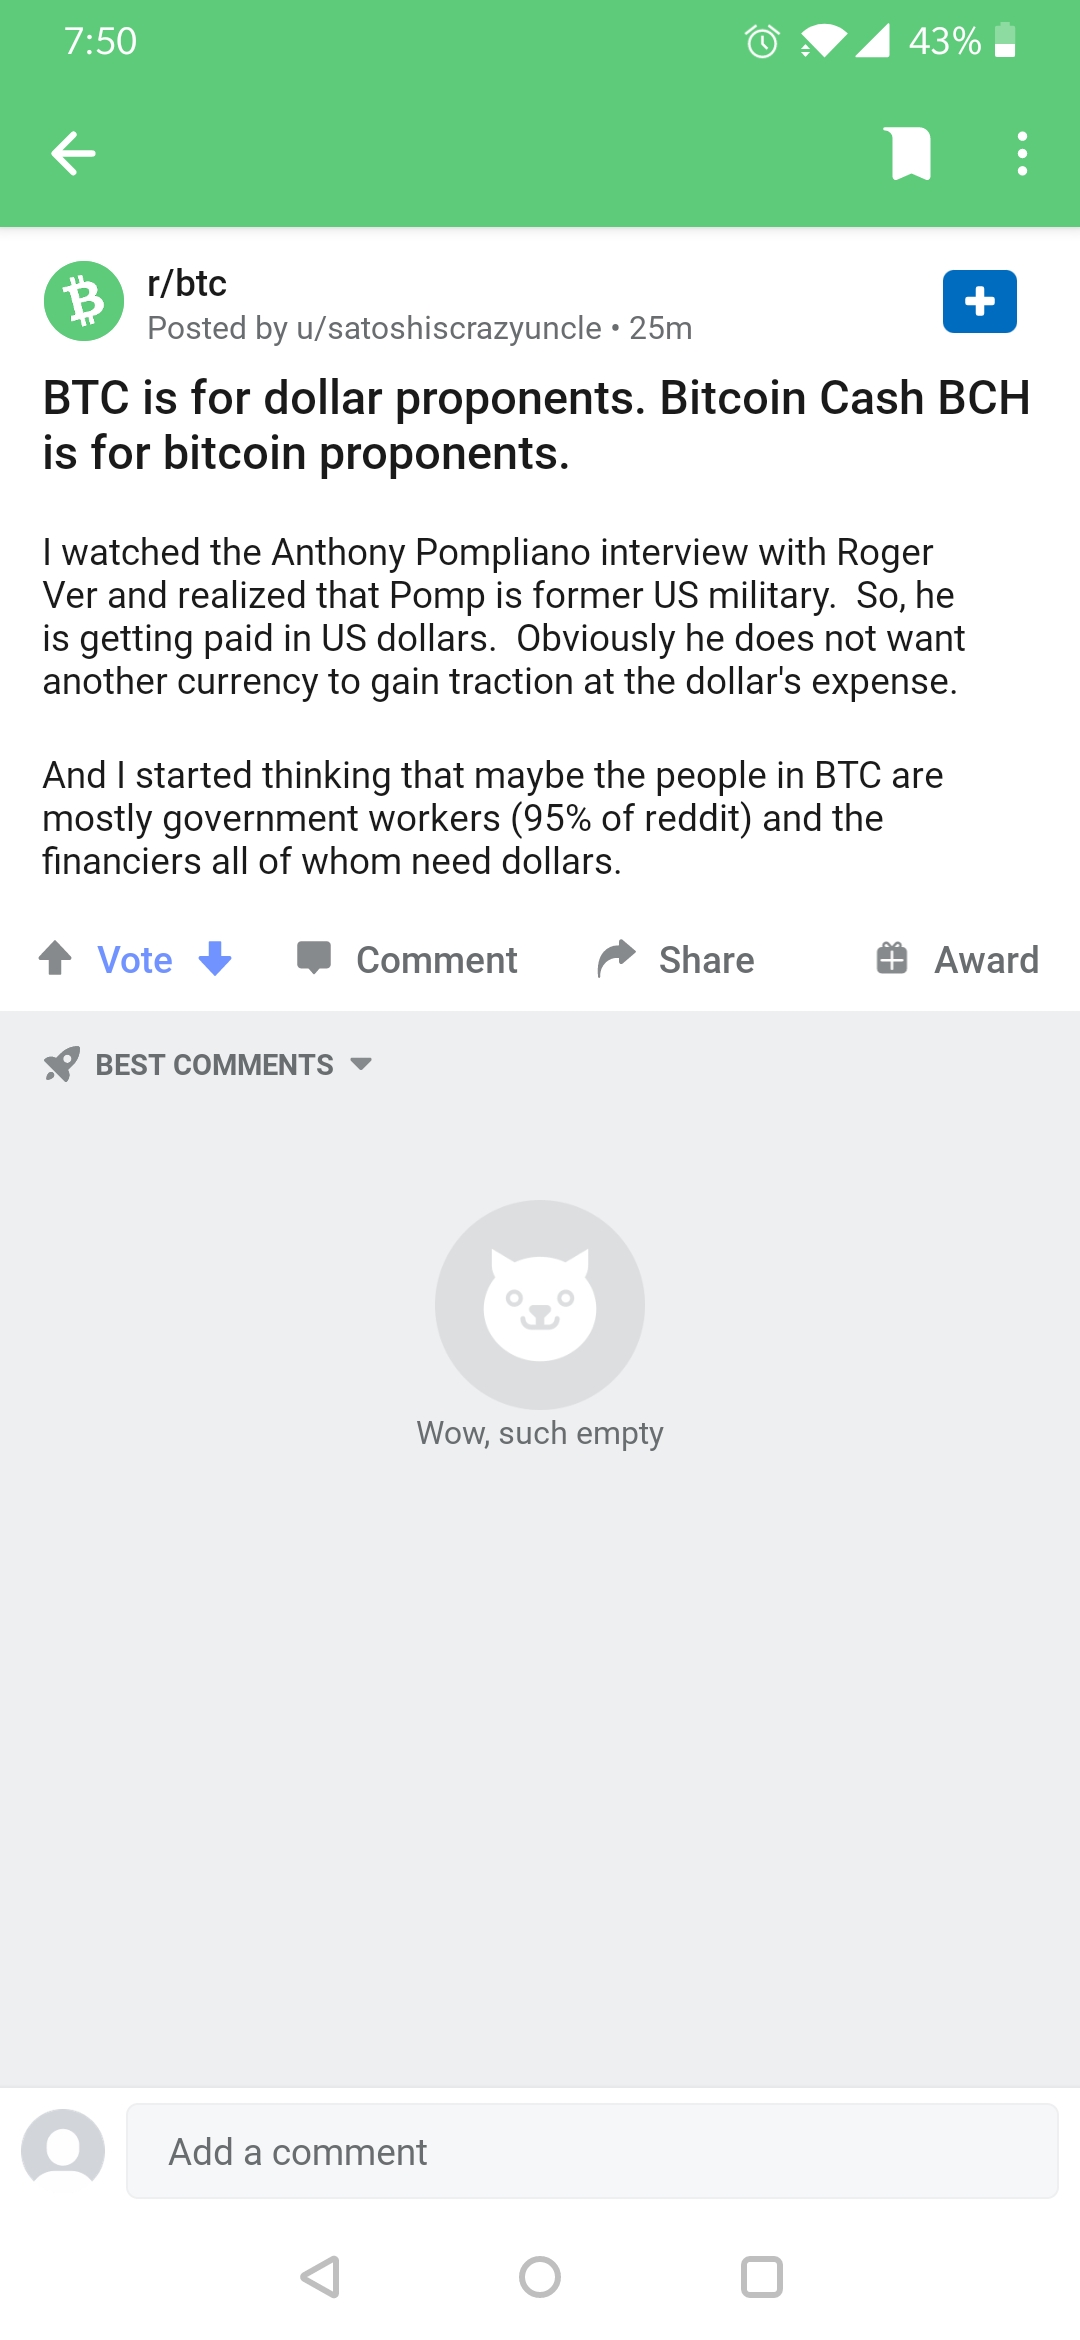 7:50
43%
r/btc
Posted by u/satoshiscrazyuncle • 25m
BTC is for dollar proponents. Bitcoin Cash BCH
is for bitcoin proponents.
I watched the Anthony Pompliano interview with Roger
Ver and realized that Pomp is former US military.  So, he
is getting paid in US dollars.  Obviously he does not want
another currency to gain traction at the dollar's expense.
And I started thinking that maybe the people in BTC are
mostly government workers (95% of reddit) and the
financiers all of whom need dollars.
Vote Comment Share Award
BEST COMMENTS
Wow, such empty
Add a comment